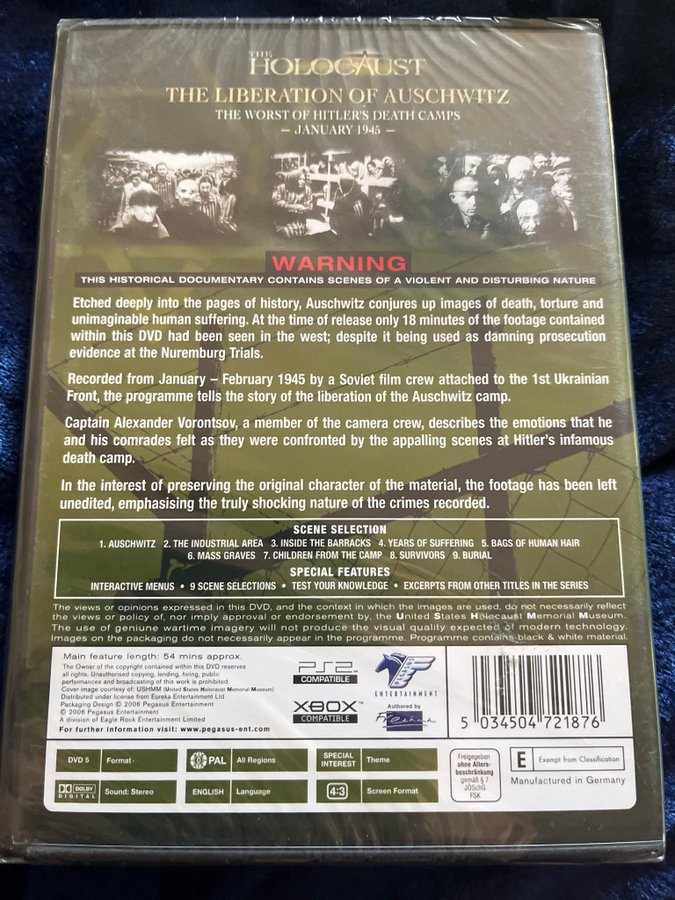 THE
HOLOCAUST
THE LIBERATION OF AUSCHWITZ
THE WORST OF HITLER'S DEATH CAMPS
– JANUARY 1945 –
WARNING
THIS HISTORICAL DOCUMENTARY CONTAINS SCENES OF A VIOLENT AND DISTURBING NATURE
Etched deeply into the pages of history, Auschwitz conjures up images of death, torture and
unimaginable human suffering. At the time of release only 18 minutes of the footage contained
within this DVD had been seen in the west; despite it being used as damning prosecution
evidence at the Nuremburg Trials.
Recorded from January – February 1945 by a Soviet film crew attached to the 1st Ukrainian
Front, the programme tells the story of the liberation of the Auschwitz camp.
Captain Alexander Vorontsov, a member of the camera crew, describes the emotions that he
and his comrades felt as they were confronted by the appalling scenes at Hitler's infamous
death camp.
In the interest of preserving the original character of the material, the footage has been left
unedited, emphasising the truly shocking nature of the crimes recorded.
SCENE SELECTION
1. AUSCHWITZ 2. THE INDUSTRIAL AREA 3. INSIDE THE BARRACKS 4. YEARS OF SUFFERING 5. BAGS OF HUMAN HAIR
6. MASS GRAVES 7. CHILDREN FROM THE CAMP 8. SURVIVORS 9. BURIAL
SPECIAL FEATURES
INTERACTIVE MENUS • 9 SCENE SELECTIONS • TEST YOUR KNOWLEDGE • EXCERPTS FROM OTHER TITLES IN THE SERIES
The views or opinions expressed in this DVD, and the context in which the images are used, do not necessarily reflect
the views or policy of, nor imply approval or endorsement by, the United States Holocaust Memorial Museum.
The use of geniune wartime imagery will not produce the visual quality expected of modern technology.
Images on the packaging do not necessarily appear in the programme. Programme contains black & white material.
Main feature length: 54 mins approx.
The Owner of the copyright contained within this DVD reserves
all rights. Unauthorised copying, lending, hiring, public
performances and broadcasting of this work is prohibited.
Cover image courtesy of: USHMM (United States Holocaust Memorial Museum)
Distributed under license from Eureka Entertainment Ltd
Packaging Design © 2006 Pegasus Entertainment
© 2006 Pegasus Entertainment
A division of Eagle Rock Entertainment Limited
For further information visit: www.pegasus-ent.com
PS2
COMPATIBLE
XBOX
COMPATIBLE
ENTERTAINMENT
Authored by
5 034504 721876
DVD 5 Format
PAL All Regions
SPECIAL INTEREST Theme
DOLBY DIGITAL Sound: Stereo
ENGLISH Language
4:3 Screen Format
Freigegeben
ohne Alters-
beschränkung
gemäß § 7
JÖSchG
FSK
E Exempt from Classification
Manufactured in Germany